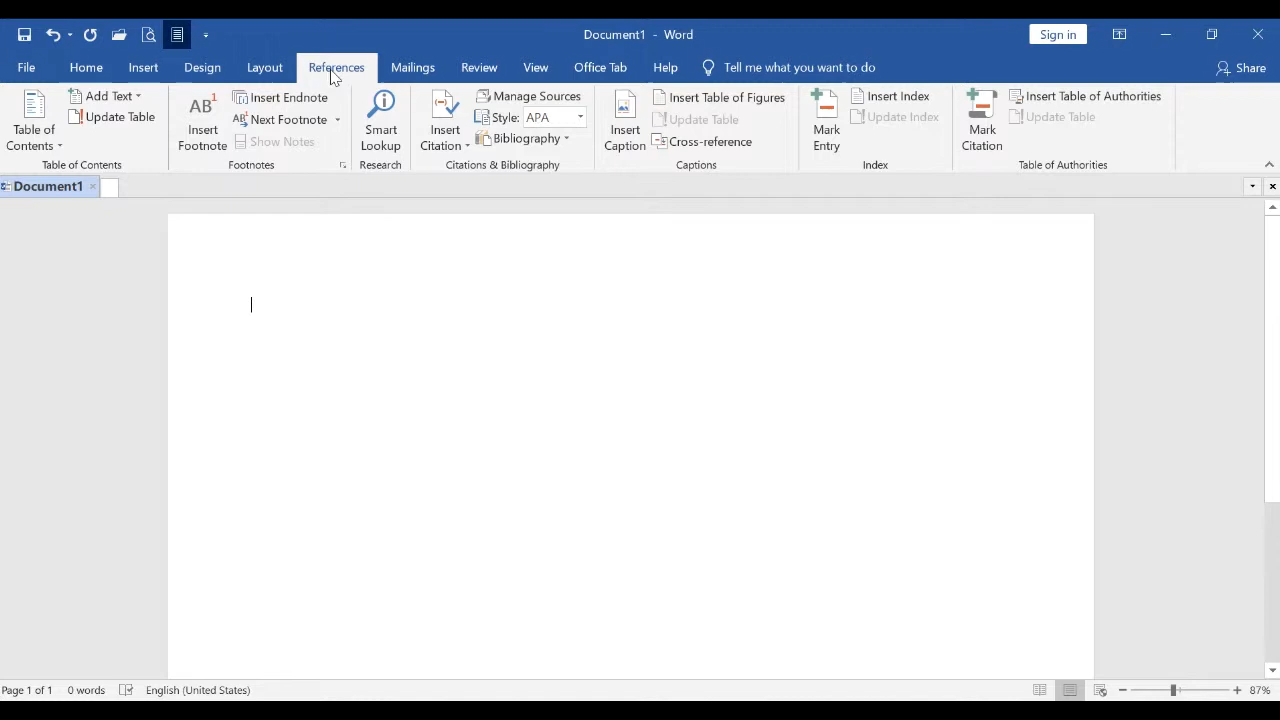 Document1 - Word
Sign in
File Home Insert Design Layout References Mailings Review View Office Tab Help Tell me what you want to do Share
Table of Contents
Add Text
Update Table
Table of Contents
AB1
Insert Footnote
Insert Endnote
Next Footnote
Show Notes
Footnotes
Smart Lookup
Research
Insert Citation
Manage Sources
Style: APA
Bibliography
Citations & Bibliography
Insert Caption
Insert Table of Figures
Update Table
Cross-reference
Captions
Mark Entry
Insert Index
Update Index
Index
Mark Citation
Insert Table of Authorities
Update Table
Table of Authorities
Document1
Page 1 of 1 0 words English (United States) 87%